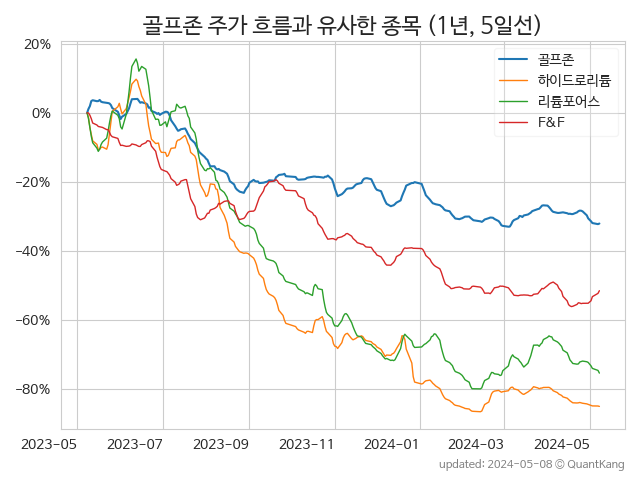 골프존 주가 흐름과 유사한 종목 (1년, 5일선)
골프존
하이드로리튬
리튬포어스
F&F
20%
0%
−20%
−40%
−60%
−80%
2023-05
2023-07
2023-09
2023-11
2024-01
2024-03
2024-05
updated: 2024-05-08 © QuantKang